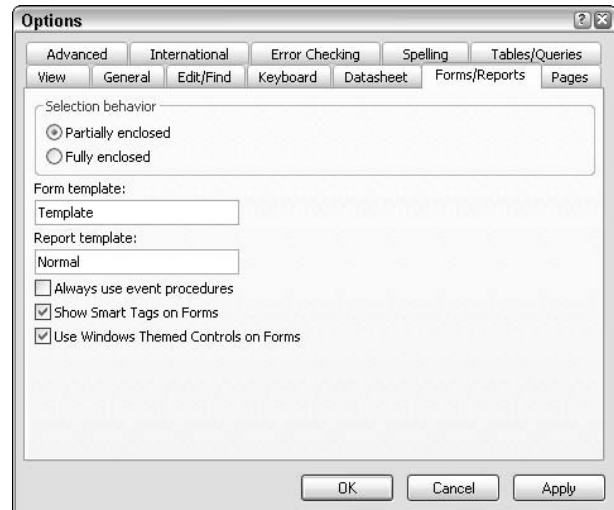 Options
Advanced International Error Checking Spelling Tables/Queries
View General Edit/Find Keyboard Datasheet Forms/Reports Pages
Selection behavior
Partially enclosed
Fully enclosed
Form template:
Template
Report template:
Normal
Always use event procedures
Show Smart Tags on Forms
Use Windows Themed Controls on Forms
OK Cancel Apply